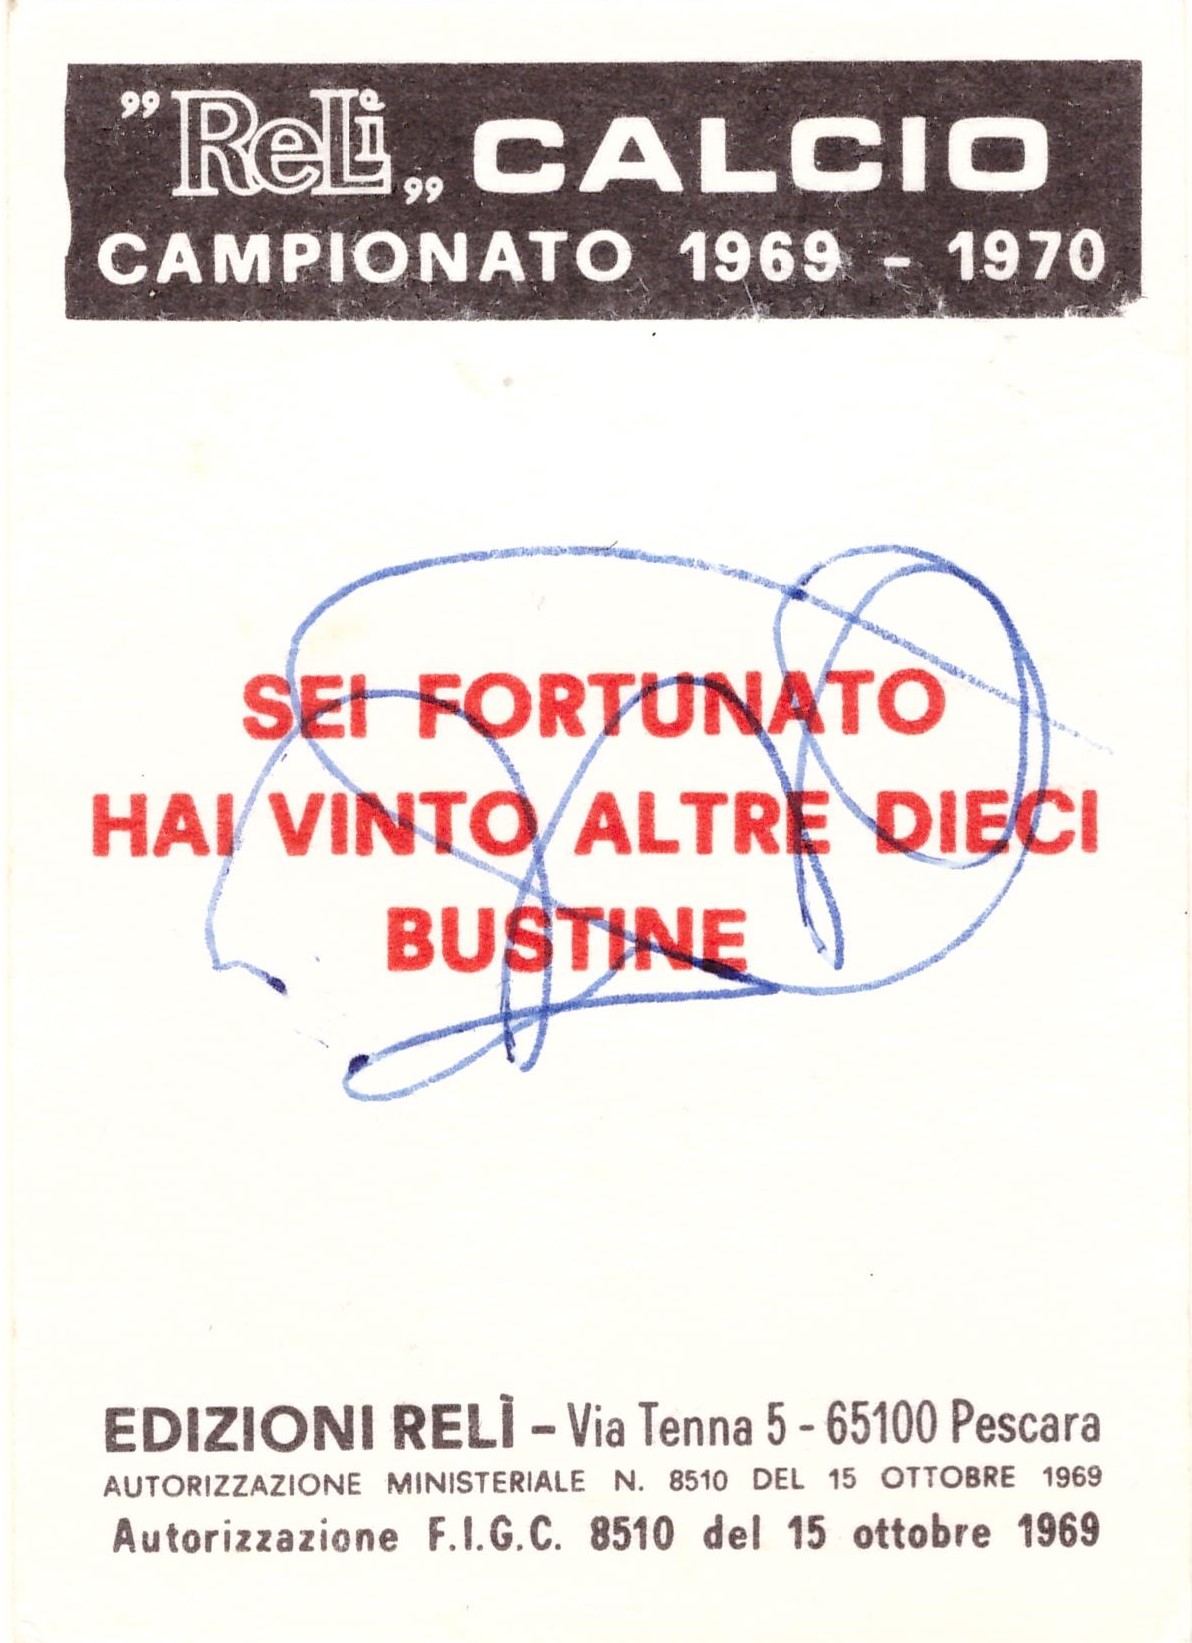 "ReLì„ CALCIO
CAMPIONATO 1969 - 1970
SEI FORTUNATO
HAI VINTO ALTRE DIECI
BUSTINE
EDIZIONI RELÌ - Via Tenna 5 - 65100 Pescara
AUTORIZZAZIONE MINISTERIALE N. 8510 DEL 15 OTTOBRE 1969
Autorizzazione F.I.G.C. 8510 del 15 ottobre 1969